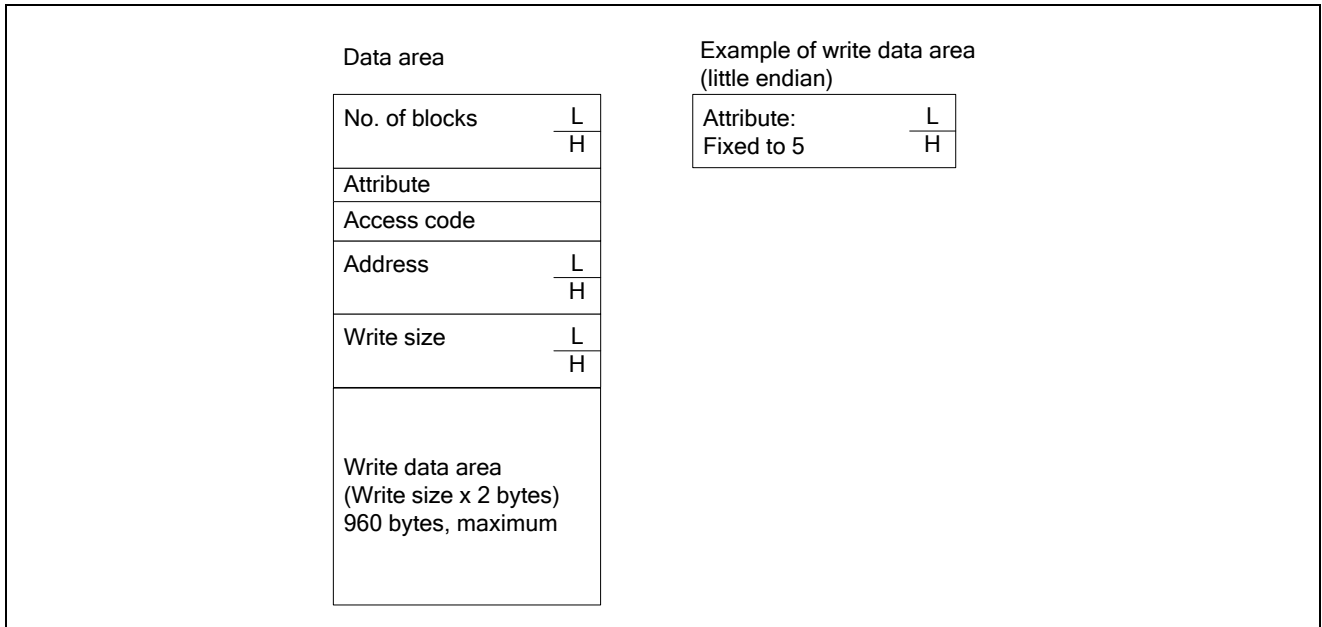 Data area
No. of blocks L
H
Attribute
Access code
Address L
H
Write size L
H
Write data area
(Write size x 2 bytes)
960 bytes, maximum
Example of write data area
(little endian)
Attribute: L
Fixed to 5 H